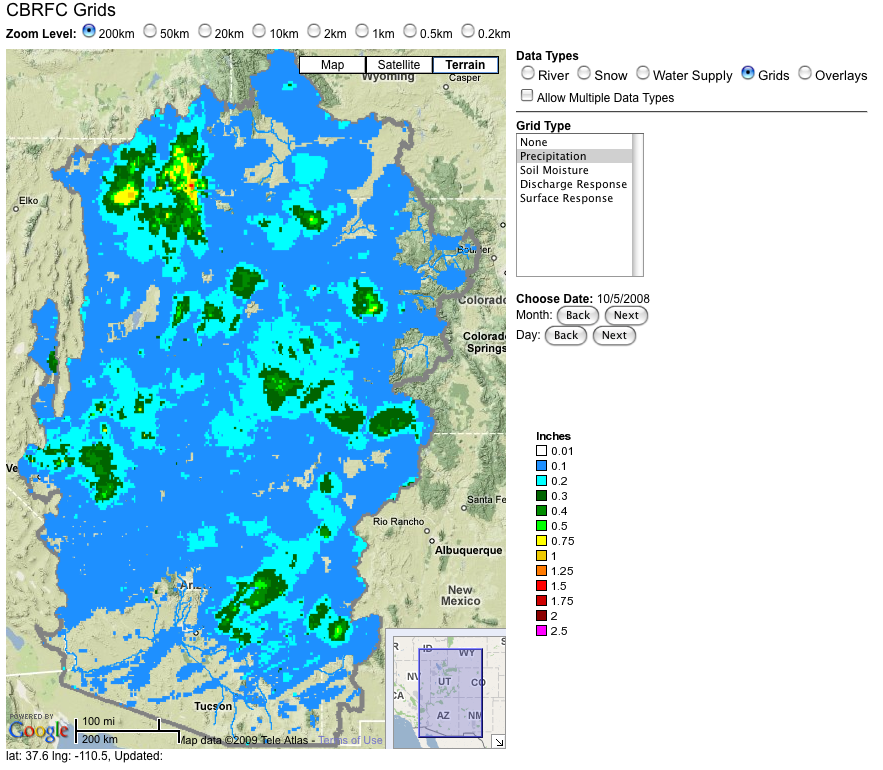 CBRFC Grids
Zoom Level: 200km 50km 20km 10km 2km 1km 0.5km 0.2km
Map Satellite Terrain
Wyoming
Casper
Elko
Boulder
Colorado
Colorado
Springs
Ve
Santa Fe
Rio Rancho
Albuquerque
New
Mexico
Tucson
ID WY
NV UT CO
CA
AZ NM
100 mi
200 km
POWERED BY
Google
Map data ©2009 Tele Atlas - Terms of Use
lat: 37.6 lng: -110.5, Updated:
Data Types
River Snow Water Supply Grids Overlays
Allow Multiple Data Types
Grid Type
None
Precipitation
Soil Moisture
Discharge Response
Surface Response
Choose Date: 10/5/2008
Month: Back Next
Day: Back Next
Inches
0.01
0.1
0.2
0.3
0.4
0.5
0.75
1
1.25
1.5
1.75
2
2.5